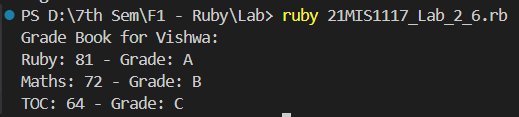 PS D:\7th Sem\F1 - Ruby\Lab> ruby 21MIS1117_Lab_2_6.rb
Grade Book for Vishwa:
Ruby: 81 - Grade: A
Maths: 72 - Grade: B
TOC: 64 - Grade: C